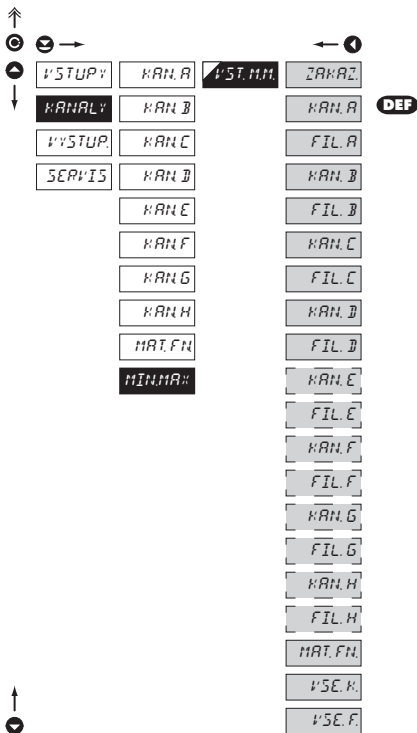 VSTUPY KAN. A VST. M.M. ZAKAZ.
KANALY KAN. B KAN. A DEF
VYSTUP. KAN. C FIL. A
SERVIS KAN. D KAN. B
KAN. E FIL. B
KAN. F KAN. C
KAN. G FIL. C
KAN. H KAN. D
MAT. FN. FIL. D
MIN.MAX KAN. E
FIL. E
KAN. F
FIL. F
KAN. G
FIL. G
KAN. H
FIL. H
MAT. FN.
VSE. K.
VSE. F.